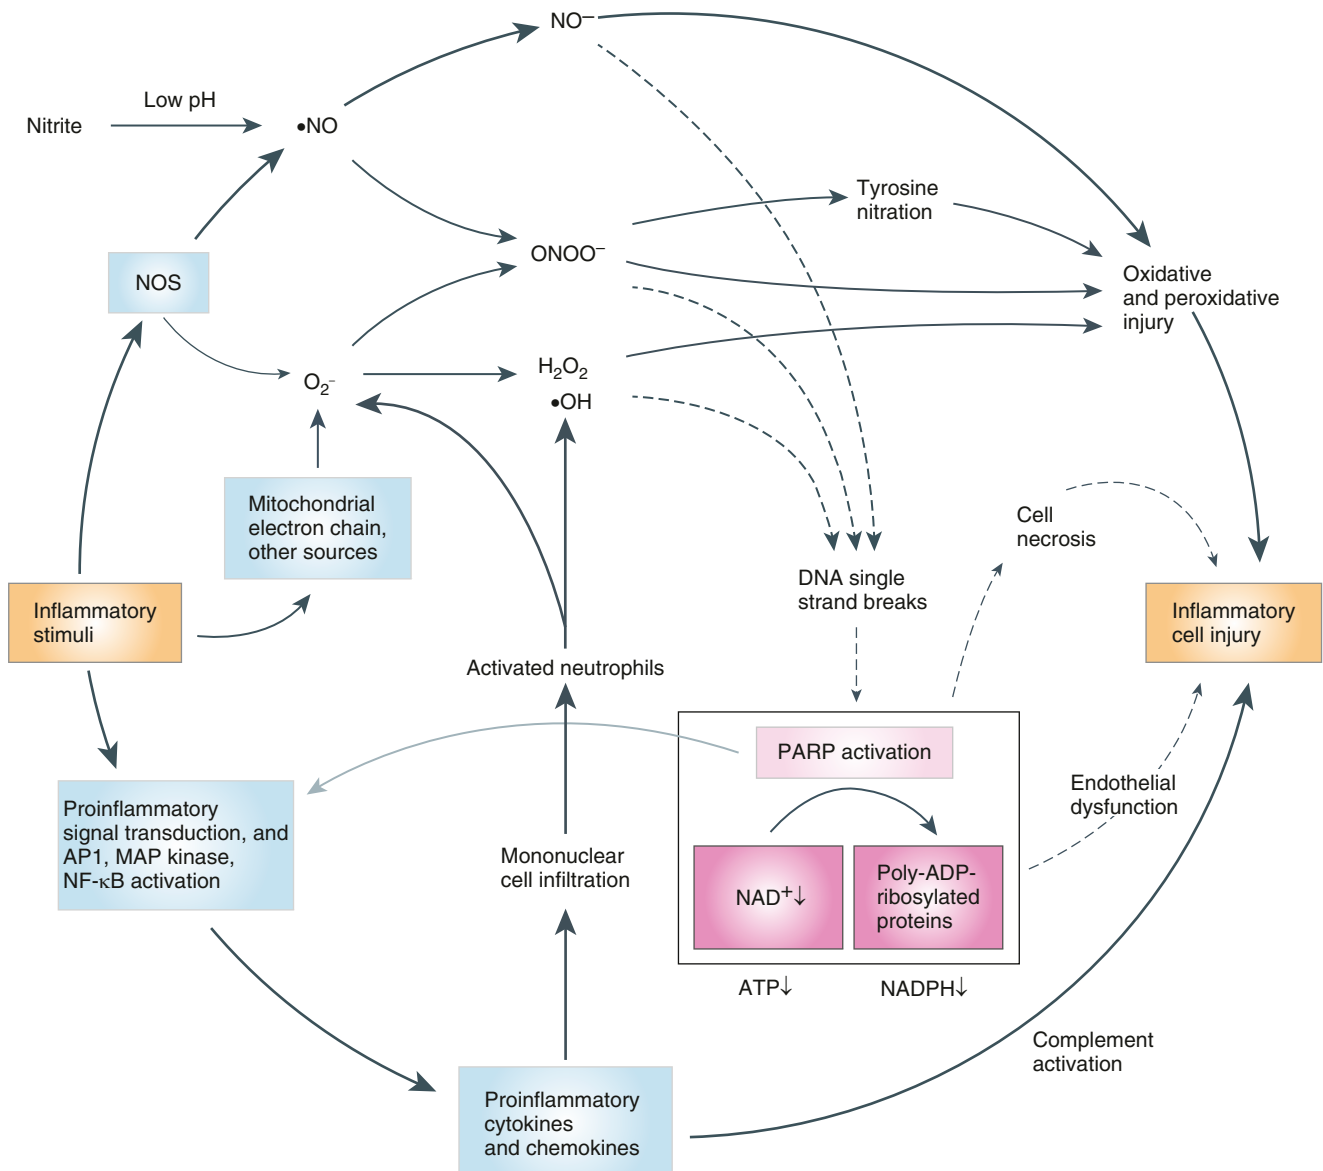 NO⁻
Low pH
Nitrite
•NO
Tyrosine
nitration
ONOO⁻
NOS
Oxidative
and peroxidative
injury
H₂O₂
O₂⁻
•OH
Mitochondrial
electron chain,
other sources
Cell
necrosis
DNA single
strand breaks
Inflammatory
stimuli
Inflammatory
cell injury
Activated neutrophils
PARP activation
Endothelial
dysfunction
Proinflammatory
signal transduction, and
AP1, MAP kinase,
NF-κB activation
Mononuclear
cell infiltration
NAD⁺↓
Poly-ADP-
ribosylated
proteins
ATP↓
NADPH↓
Complement
activation
Proinflammatory
cytokines
and chemokines